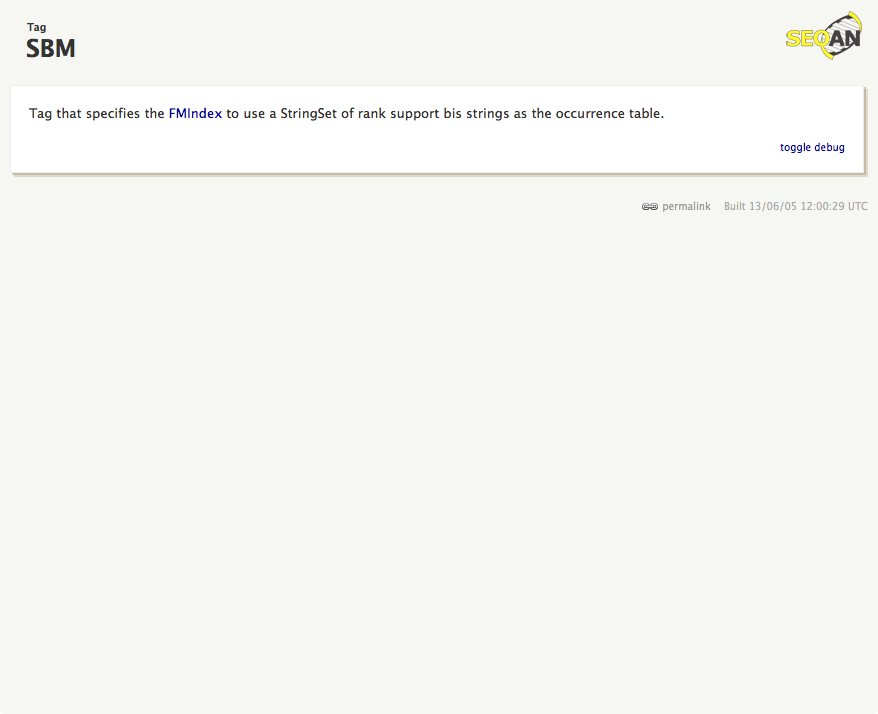 Tag
SBM
SEQAN
Tag that specifies the FMIndex to use a StringSet of rank support bis strings as the occurrence table.
toggle debug
permalink Built 13/06/05 12:00:29 UTC